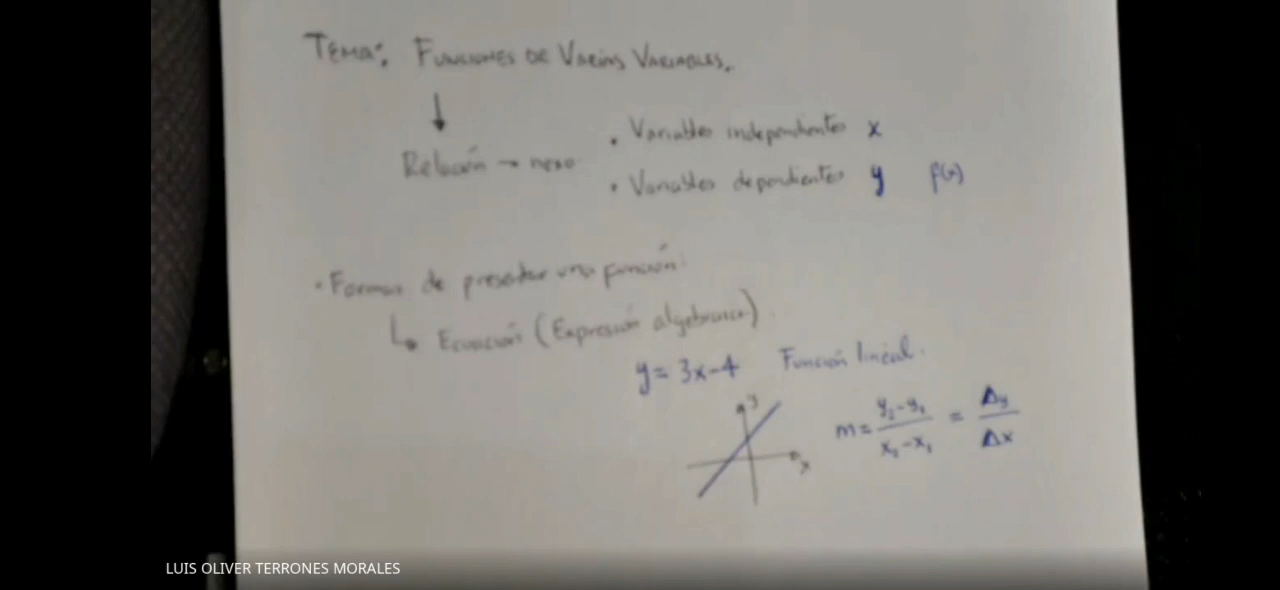 TEMA: FUNCIONES DE VARIAS VARIABLES.
Relación → nexo
• Variables independientes x
• Variables dependientes y f(x)
• Formas de presentar una función:
↳ Ecuación (Expresión algebraica).
y = 3x-4 Función lineal.
y
x
m = (y₂-y₁)/(x₂-x₁) = Δy/Δx
LUIS OLIVER TERRONES MORALES